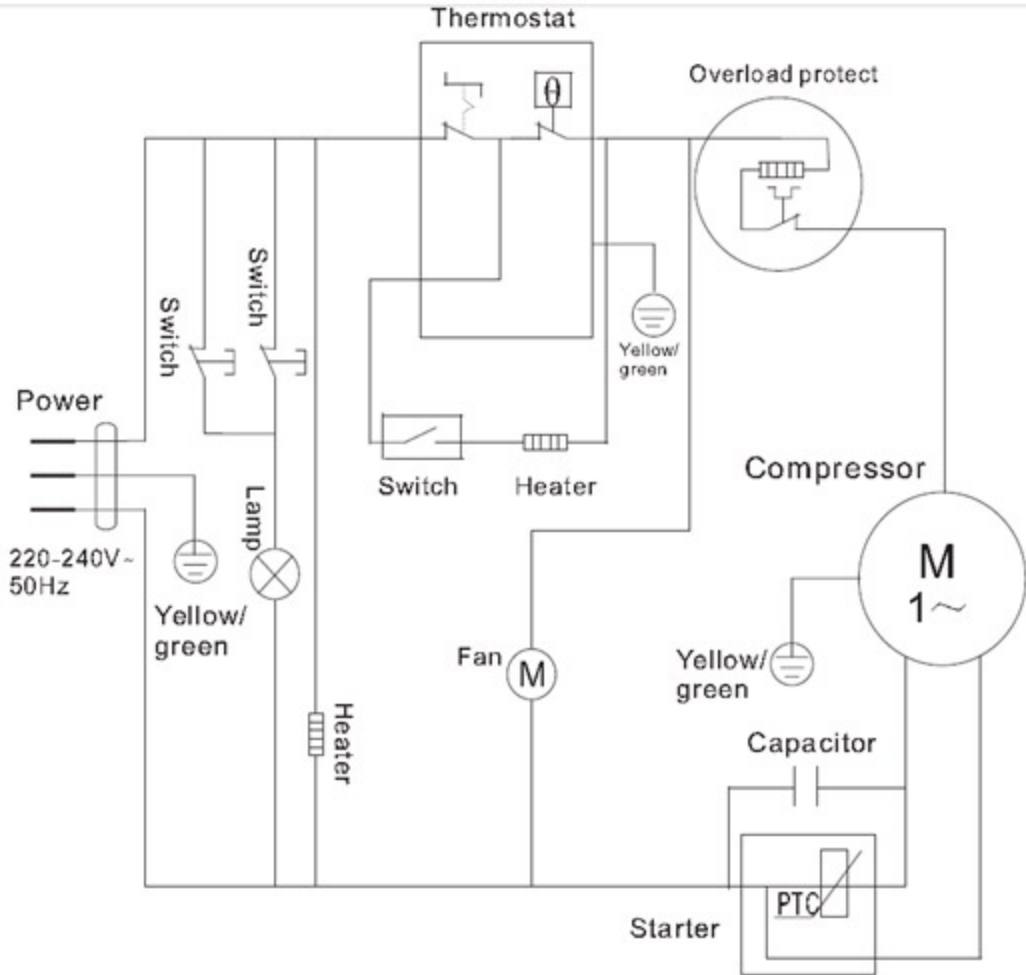 Thermostat
θ
Overload protect
Switch
Switch
Yellow/
green
Power
Switch
Heater
Compressor
Lamp
M
1~
220-240V~
50Hz
Yellow/
green
Fan
M
Yellow/
green
Heater
Capacitor
PTC
Starter